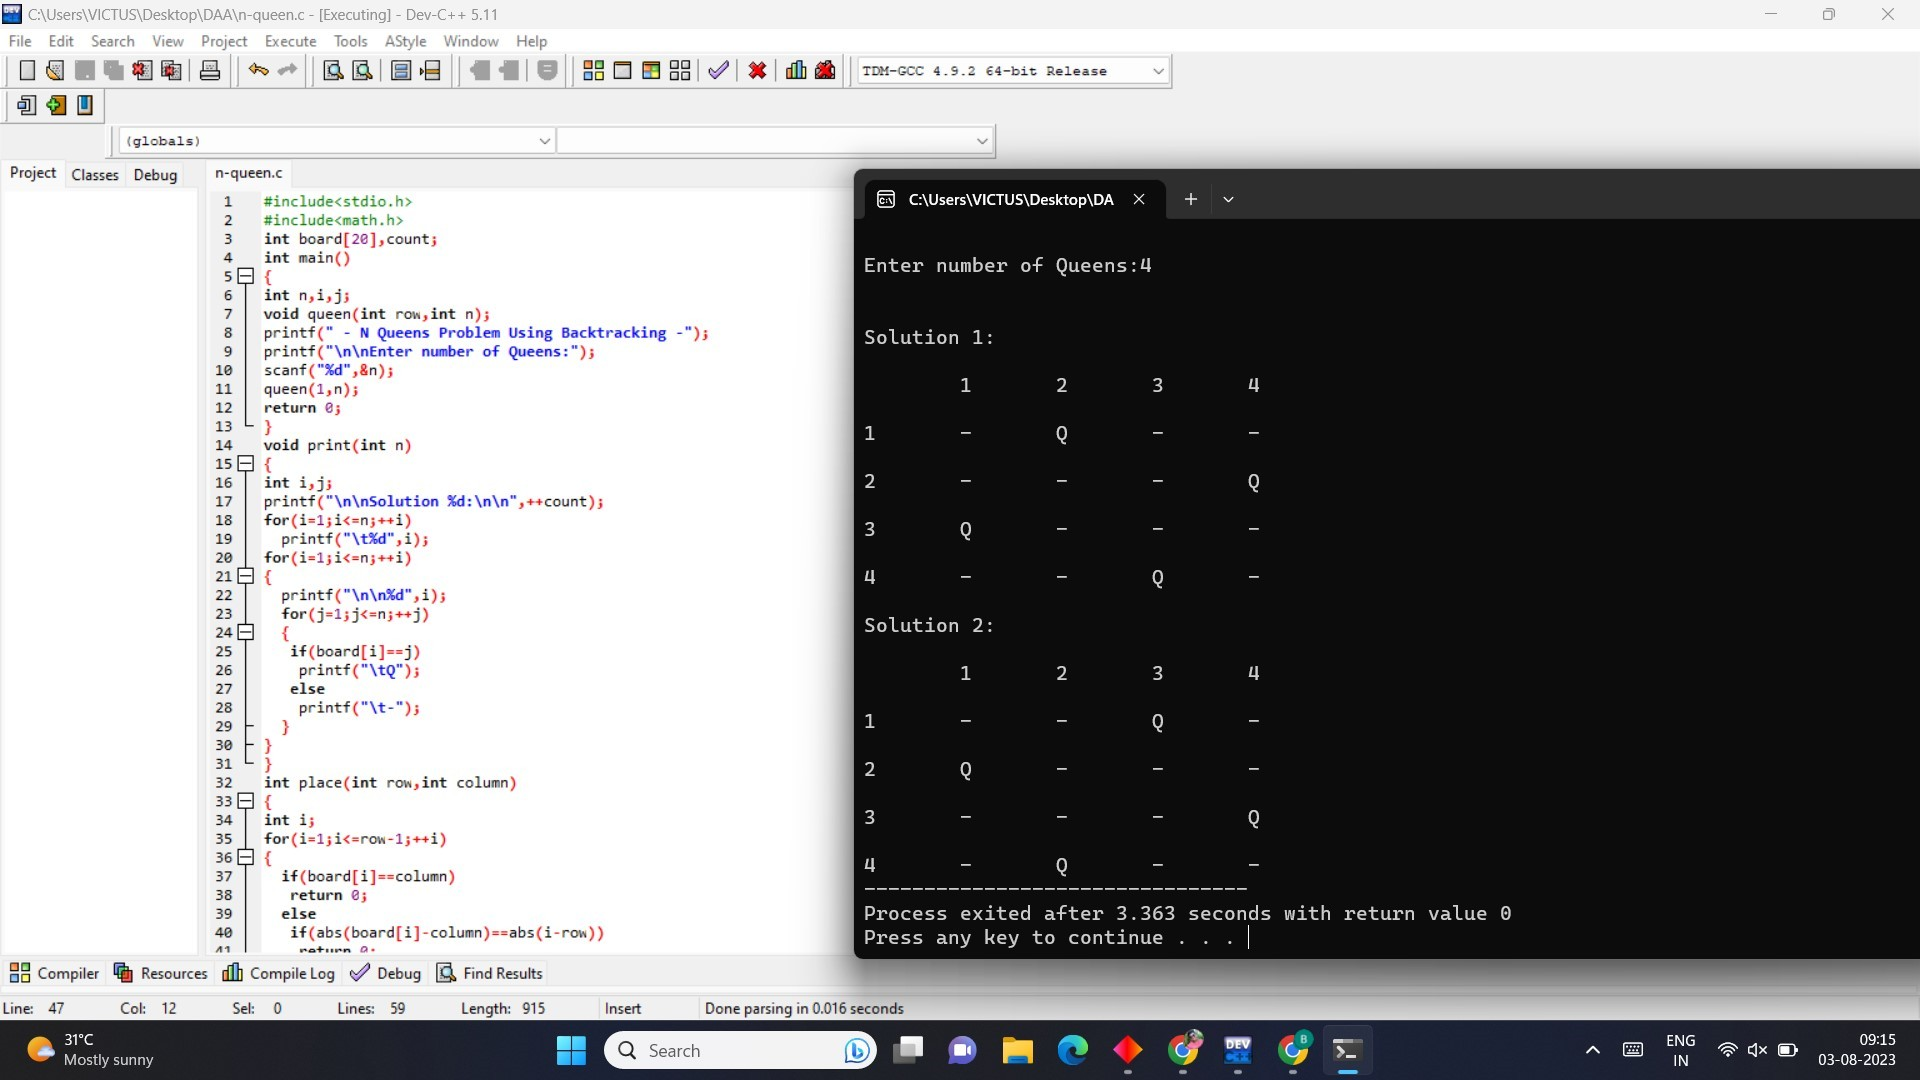 C:\Users\VICTUS\Desktop\DAA\n-queen.c - [Executing] - Dev-C++ 5.11
File Edit Search View Project Execute Tools AStyle Window Help
TDM-GCC 4.9.2 64-bit Release
(globals)
Project Classes Debug
n-queen.c
1 #include<stdio.h>
2 #include<math.h>
3 int board[20],count;
4 int main()
5 {
6 int n,i,j;
7 void queen(int row,int n);
8 printf(" - N Queens Problem Using Backtracking -");
9 printf("\n\nEnter number of Queens:");
10 scanf("%d",&n);
11 queen(1,n);
12 return 0;
13 }
14 void print(int n)
15 {
16 int i,j;
17 printf("\n\nSolution %d:\n\n",++count);
18 for(i=1;i<=n;++i)
19 printf("\t%d",i);
20 for(i=1;i<=n;++i)
21 {
22 printf("\n\n%d",i);
23 for(j=1;j<=n;++j)
24 {
25 if(board[i]==j)
26 printf("\tQ");
27 else
28 printf("\t-");
29 }
30 }
31 }
32 int place(int row,int column)
33 {
34 int i;
35 for(i=1;i<=row-1;++i)
36 {
37 if(board[i]==column)
38 return 0;
39 else
40 if(abs(board[i]-column)==abs(i-row))
41 return 0;
C:\Users\VICTUS\Desktop\DA
Enter number of Queens:4
Solution 1:
1 2 3 4
1 - Q - -
2 - - - Q
3 Q - - -
4 - - Q -
Solution 2:
1 2 3 4
1 - - Q -
2 Q - - -
3 - - - Q
4 - Q - -
--------------------------------
Process exited after 3.363 seconds with return value 0
Press any key to continue . . .
Compiler Resources Compile Log Debug Find Results
Line: 47 Col: 12 Sel: 0 Lines: 59 Length: 915 Insert Done parsing in 0.016 seconds
31°C
Mostly sunny
Search
DEV
B
ENG
IN
09:15
03-08-2023